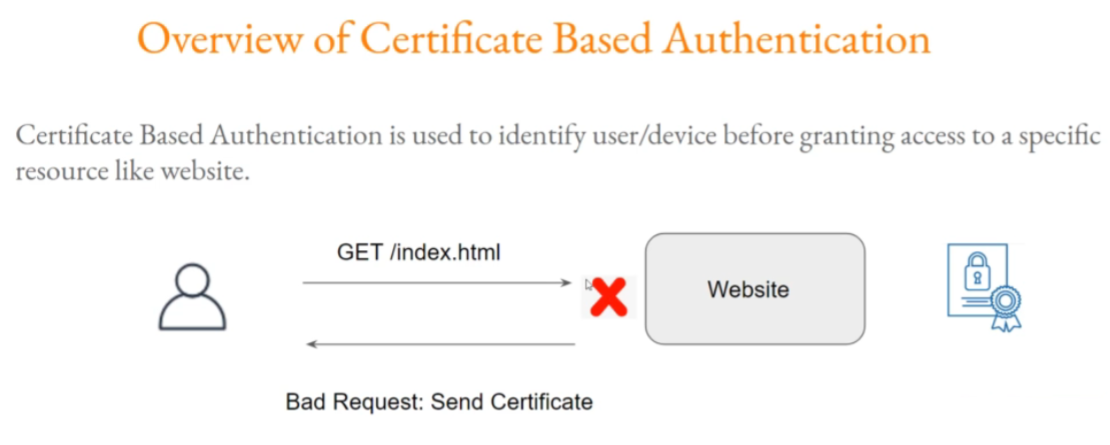 Overview of Certificate Based Authentication
Certificate Based Authentication is used to identify user/device before granting access to a specific
resource like website.
GET /index.html
Website
Bad Request: Send Certificate